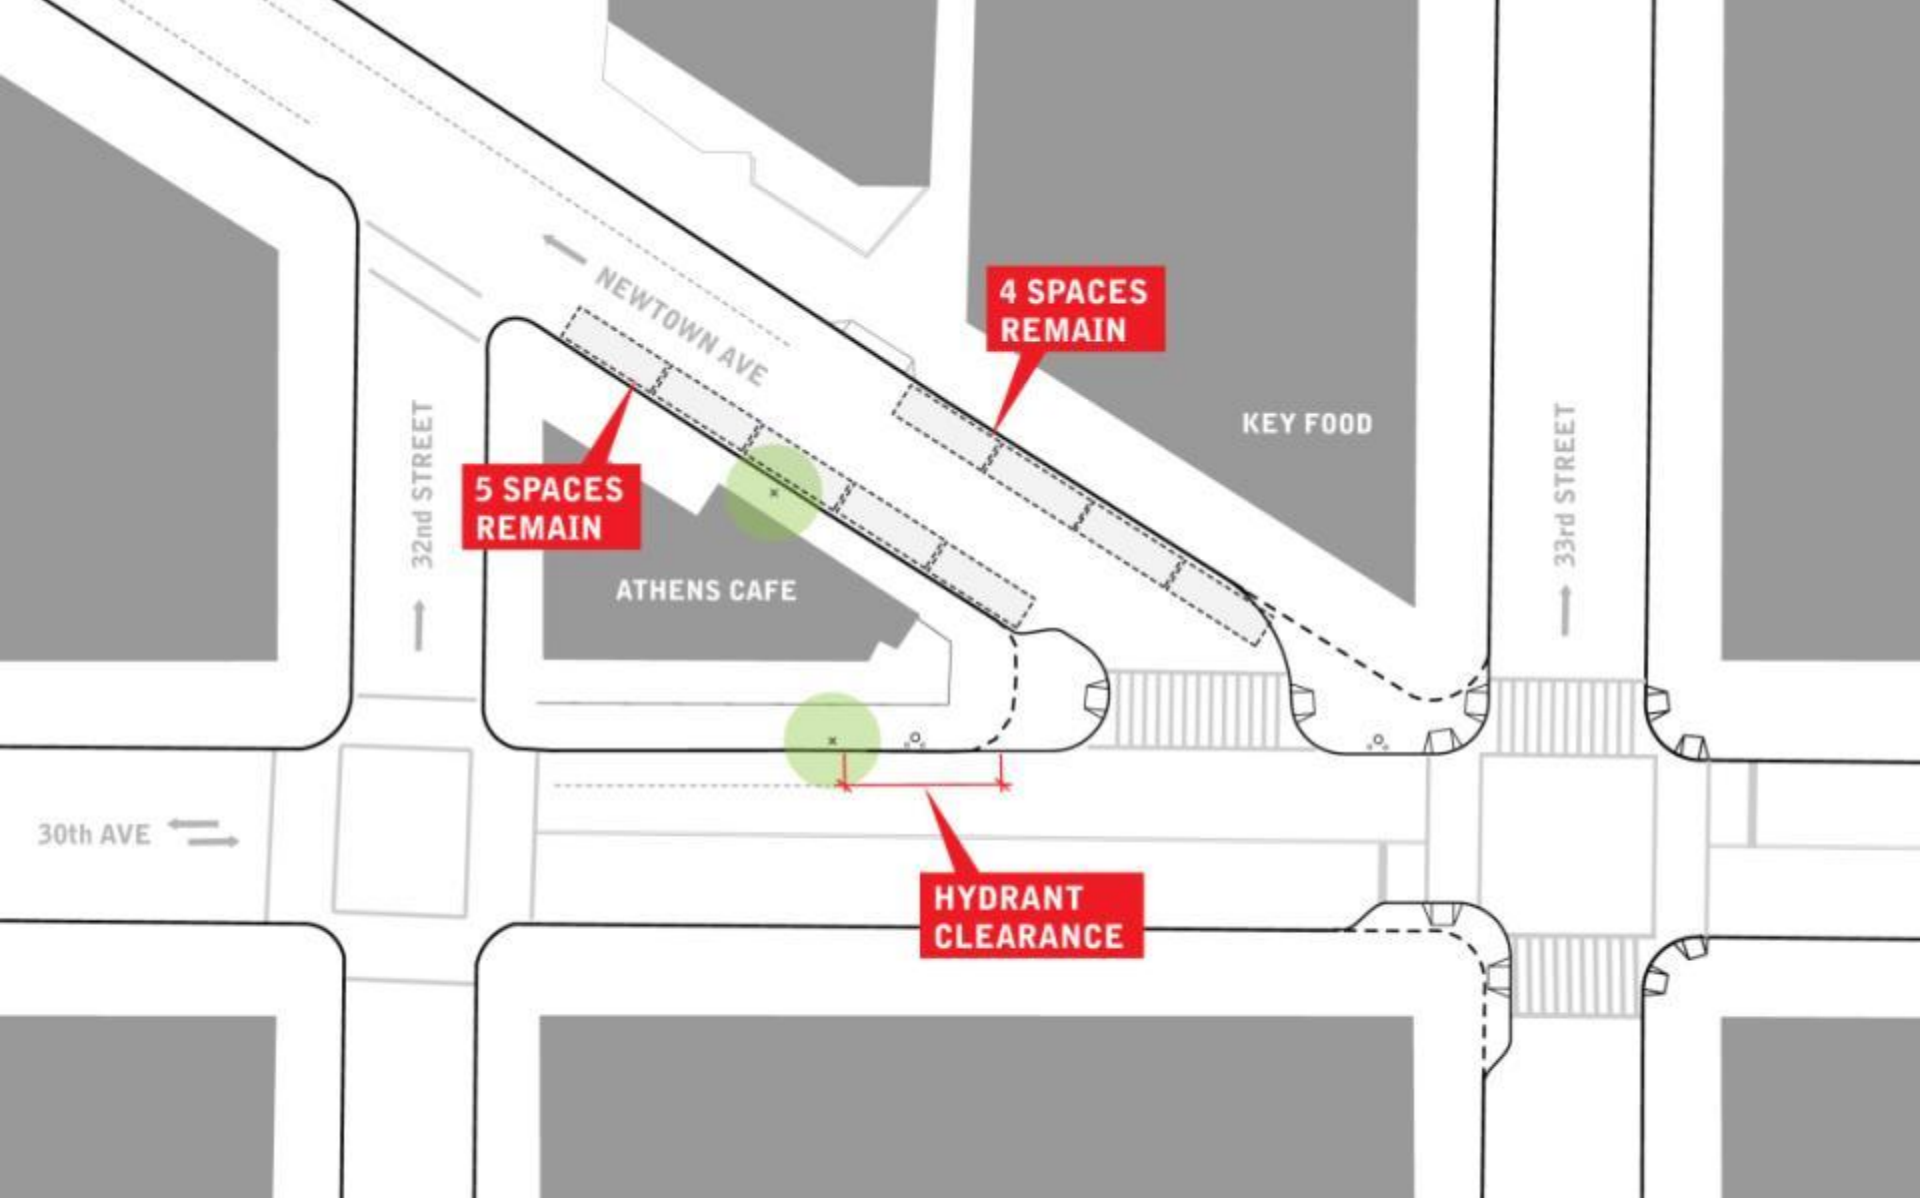 NEWTOWN AVE
4 SPACES
REMAIN
KEY FOOD
32nd STREET
33rd STREET
5 SPACES
REMAIN
ATHENS CAFE
30th AVE
HYDRANT
CLEARANCE